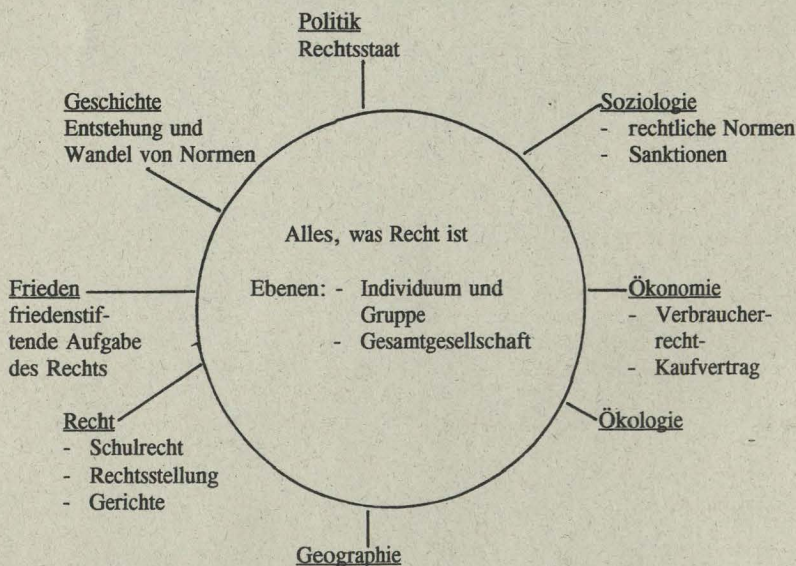 Politik
Rechtsstaat
Geschichte
Entstehung und
Wandel von Normen
Soziologie
- rechtliche Normen
- Sanktionen
Alles, was Recht ist
Ebenen: - Individuum und
Gruppe
- Gesamtgesellschaft
Frieden
friedenstif-
tende Aufgabe
des Rechts
Ökonomie
- Verbraucher-
recht-
- Kaufvertrag
Recht
- Schulrecht
- Rechtsstellung
- Gerichte
Ökologie
Geographie